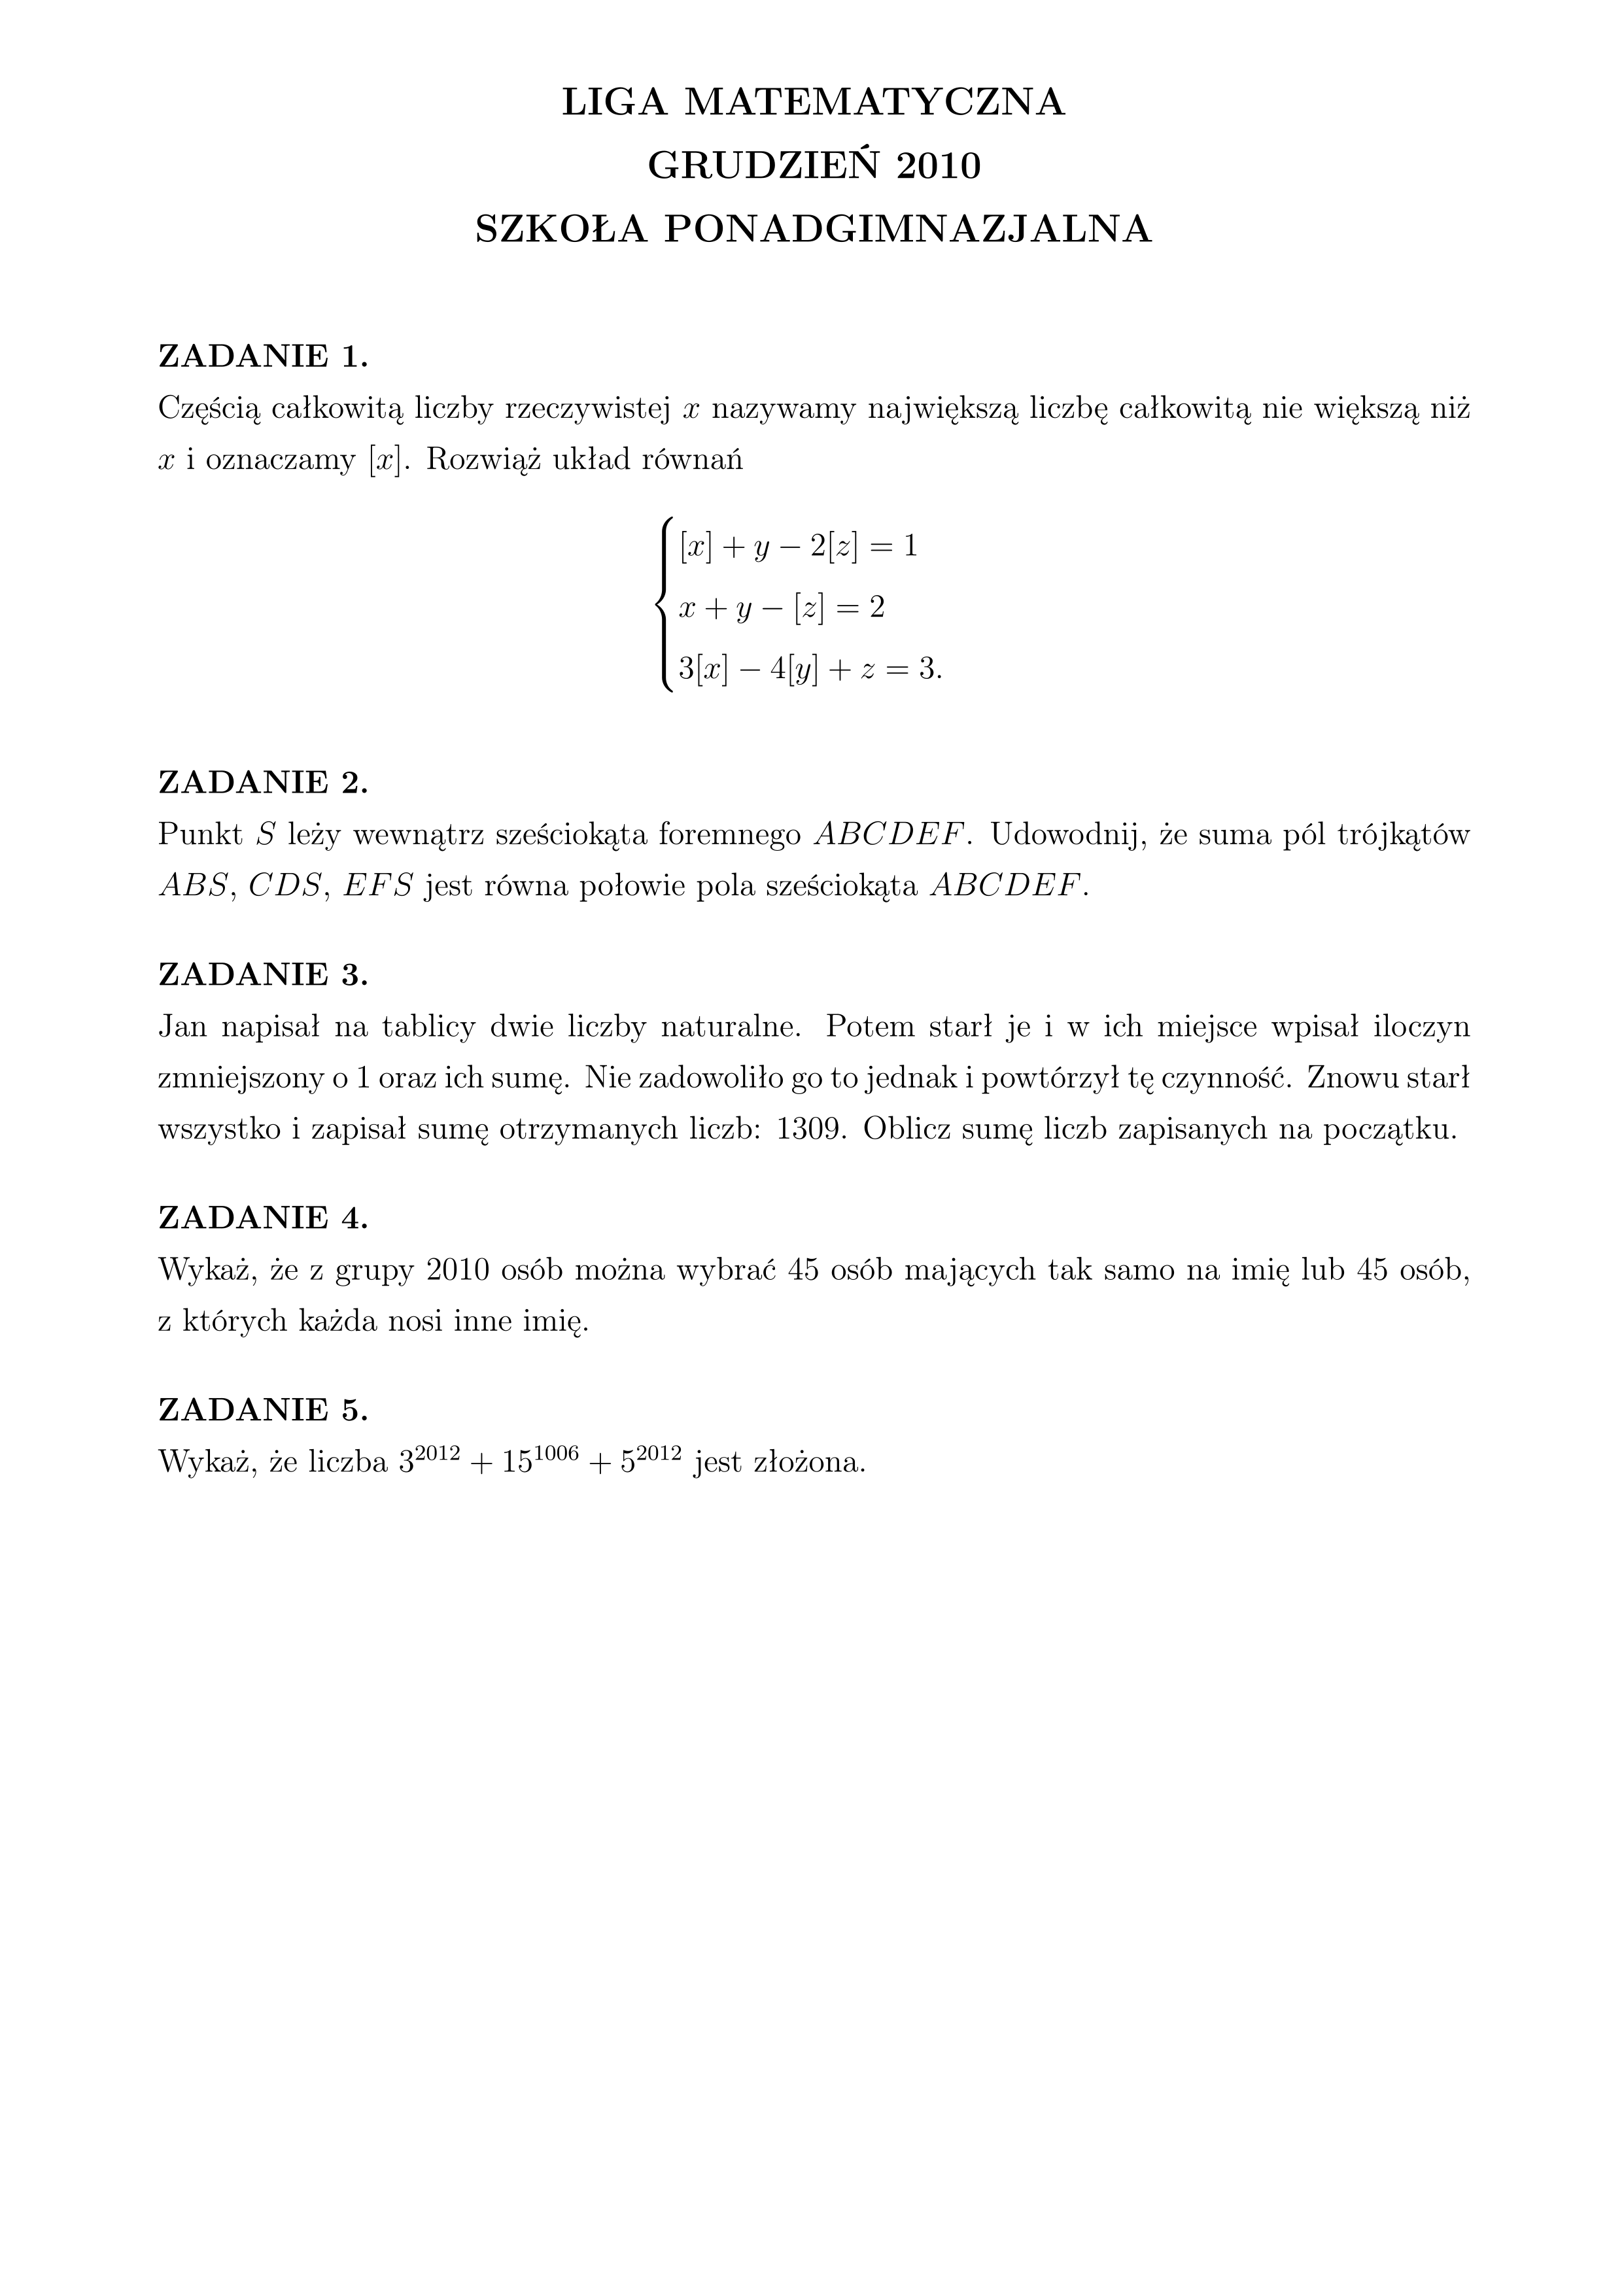 LIGA MATEMATYCZNA
GRUDZIEŃ 2010
SZKOŁA PONADGIMNAZJALNA
ZADANIE 1.
Częścią całkowitą liczby rzeczywistej x nazywamy największą liczbę całkowitą nie większą niż
x i oznaczamy [x]. Rozwiąż układ równań
[x] + y − 2[z] = 1
x + y − [z] = 2
3[x] − 4[y] + z = 3.
ZADANIE 2.
Punkt S leży wewnątrz sześciokąta foremnego ABCDEF. Udowodnij, że suma pól trójkątów
ABS, CDS, EFS jest równa połowie pola sześciokąta ABCDEF.
ZADANIE 3.
Jan napisał na tablicy dwie liczby naturalne. Potem starł je i w ich miejsce wpisał iloczyn
zmniejszony o 1 oraz ich sumę. Nie zadowoliło go to jednak i powtórzył tę czynność. Znowu starł
wszystko i zapisał sumę otrzymanych liczb: 1309. Oblicz sumę liczb zapisanych na początku.
ZADANIE 4.
Wykaż, że z grupy 2010 osób można wybrać 45 osób mających tak samo na imię lub 45 osób,
z których każda nosi inne imię.
ZADANIE 5.
Wykaż, że liczba 3^2012 + 15^1006 + 5^2012 jest złożona.